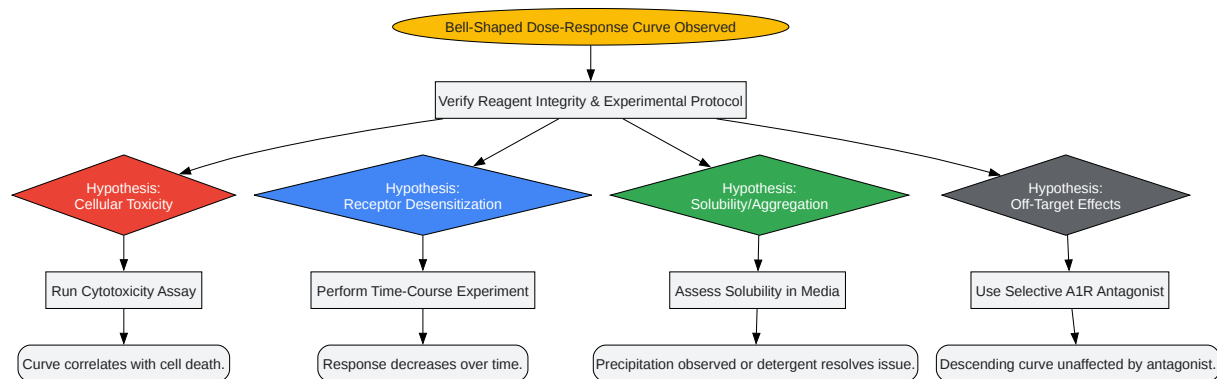 Bell-Shaped Dose-Response Curve Observed
Verify Reagent Integrity & Experimental Protocol
Hypothesis:
Cellular Toxicity
Hypothesis:
Receptor Desensitization
Hypothesis:
Solubility/Aggregation
Hypothesis:
Off-Target Effects
Run Cytotoxicity Assay
Perform Time-Course Experiment
Assess Solubility in Media
Use Selective A1R Antagonist
Curve correlates with cell death.
Response decreases over time.
Precipitation observed or detergent resolves issue.
Descending curve unaffected by antagonist.